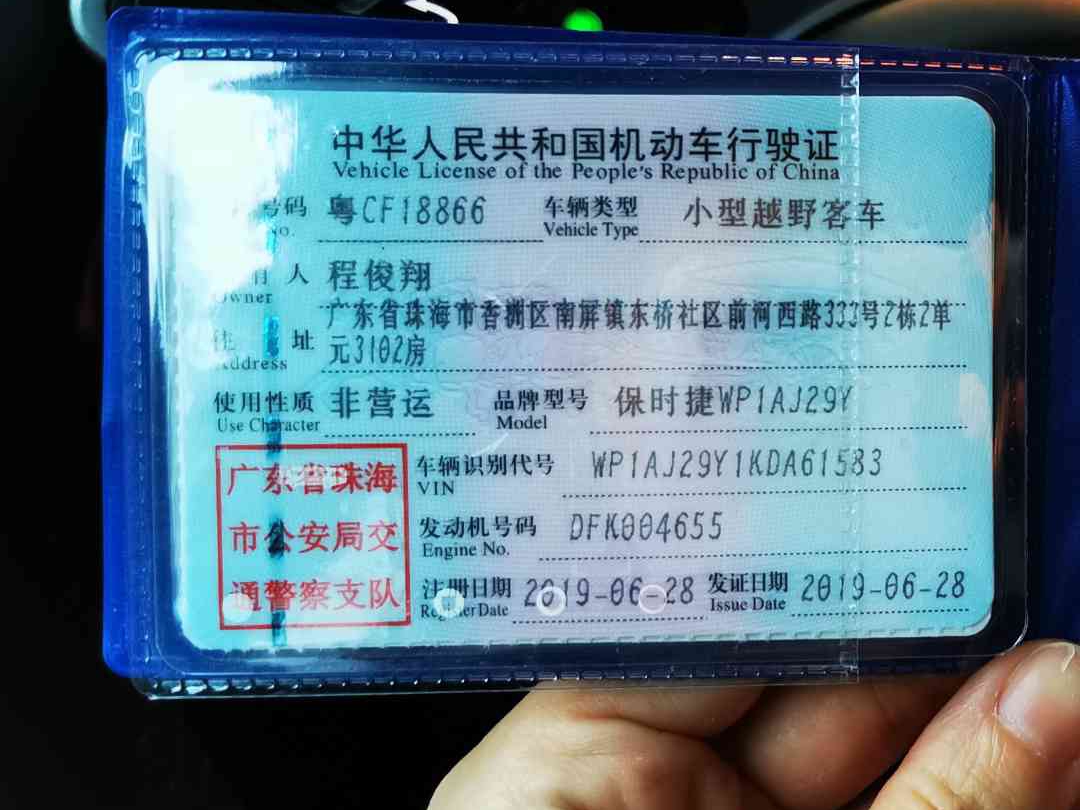 中华人民共和国机动车行驶证
Vehicle License of the People's Republic of China
号码 粤CF18866 车辆类型 小型越野客车
No. Vehicle Type
人 程俊翔
Owner
广东省珠海市香洲区南屏镇东桥社区前河西路333号2栋2单
住 址 元3102房
Address
使用性质 非营运 品牌型号 保时捷WP1AJ29Y
Use Character Model
广东省珠海
市公安局交
通警察支队
车辆识别代号 WP1AJ29Y1KDA61583
VIN
发动机号码 DFK004655
Engine No.
注册日期 2019-06-28 发证日期 2019-06-28
Register Date Issue Date